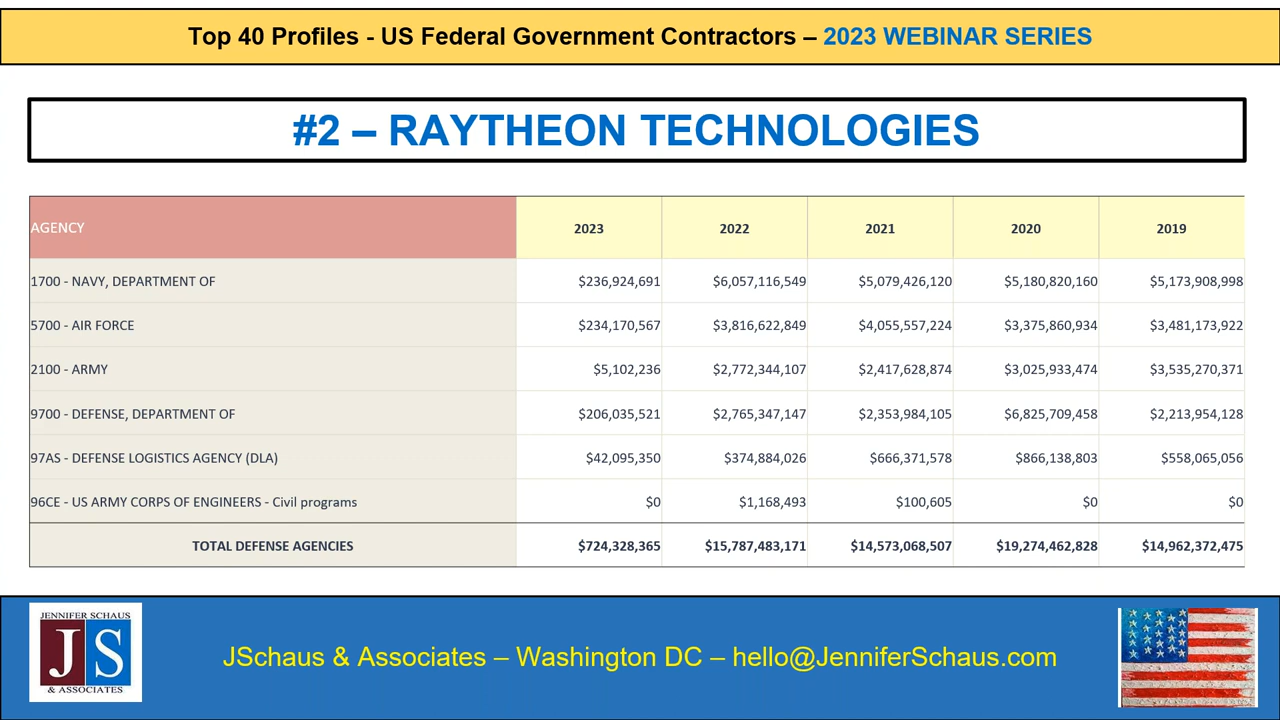 Top 40 Profiles - US Federal Government Contractors – 2023 WEBINAR SERIES
#2 – RAYTHEON TECHNOLOGIES
AGENCY 2023 2022 2021 2020 2019
1700 - NAVY, DEPARTMENT OF $236,924,691 $6,057,116,549 $5,079,426,120 $5,180,820,160 $5,173,908,998
5700 - AIR FORCE $234,170,567 $3,816,622,849 $4,055,557,224 $3,375,860,934 $3,481,173,922
2100 - ARMY $5,102,236 $2,772,344,107 $2,417,628,874 $3,025,933,474 $3,535,270,371
9700 - DEFENSE, DEPARTMENT OF $206,035,521 $2,765,347,147 $2,353,984,105 $6,825,709,458 $2,213,954,128
97AS - DEFENSE LOGISTICS AGENCY (DLA) $42,095,350 $374,884,026 $666,371,578 $866,138,803 $558,065,056
96CE - US ARMY CORPS OF ENGINEERS - Civil programs $0 $1,168,493 $100,605 $0 $0
TOTAL DEFENSE AGENCIES $724,328,365 $15,787,483,171 $14,573,068,507 $19,274,462,828 $14,962,372,475
JENNIFER SCHAUS
JS
& ASSOCIATES
JSchaus & Associates – Washington DC – hello@JenniferSchaus.com